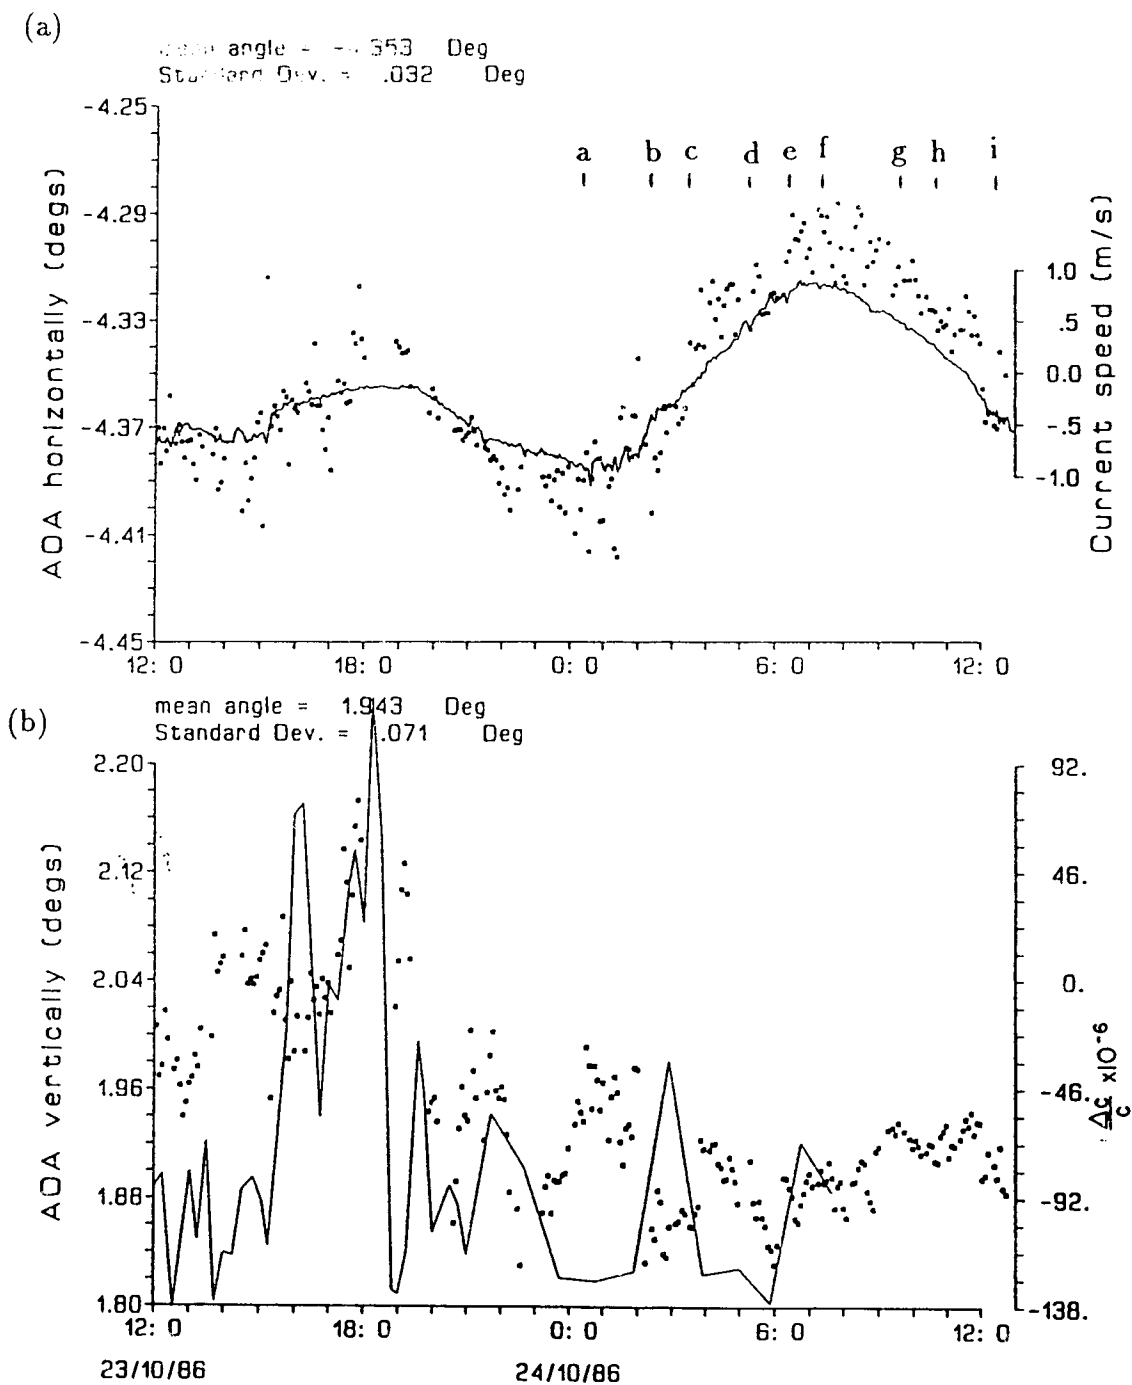 (a)
angle = 353 Deg
Dev. = .032 Deg
-4.25
-4.29
-4.33
-4.37
-4.41
-4.45
AOA horizontally (degs)
a b c d e f g h i
1.0
.5
0.0
-.5
-1.0
Current speed (m/s)
12: 0 18: 0 0: 0 6: 0 12: 0
(b)
mean angle = 1.943 Deg
Standard Dev. = .071 Deg
2.20
2.12
2.04
1.96
1.88
1.80
AOA vertically (degs)
92.
46.
0.
-46.
-92.
-138.
Δc/c x10-6
12: 0 18: 0 0: 0 6: 0 12: 0
23/10/86 24/10/86